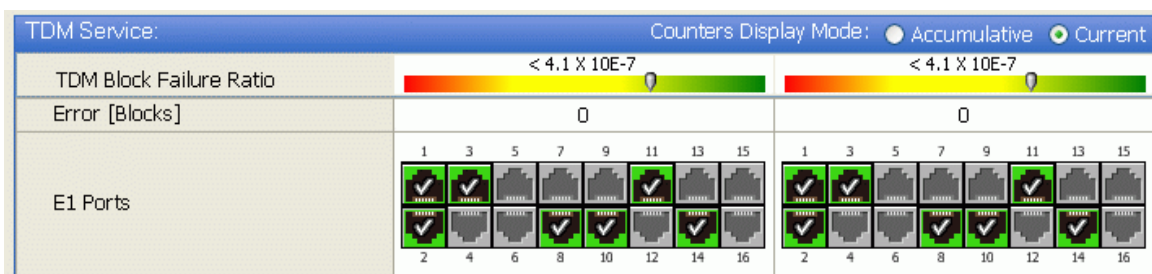 TDM Service: Counters Display Mode: Accumulative Current
TDM Block Failure Ratio < 4.1 X 10E-7 < 4.1 X 10E-7
Error [Blocks] 0 0
1 3 5 7 9 11 13 15 1 3 5 7 9 11 13 15
E1 Ports
2 4 6 8 10 12 14 16 2 4 6 8 10 12 14 16